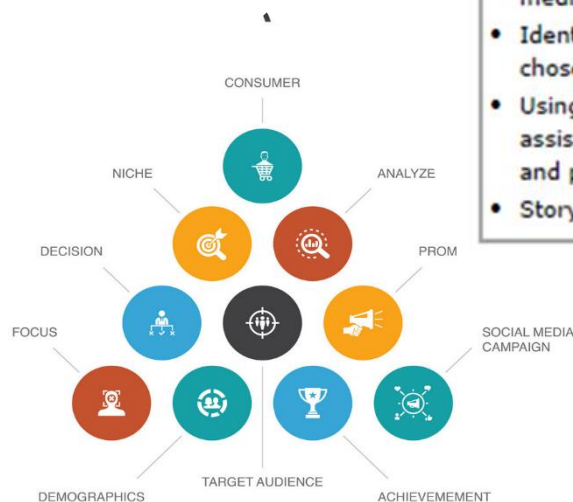 • Ident
chose
• Using
assis
and p
• Story
CONSUMER
NICHE
ANALYZE
DECISION
PROM
FOCUS
SOCIAL MEDIA
CAMPAIGN
TARGET AUDIENCE
DEMOGRAPHICS
ACHIEVEMEMENT